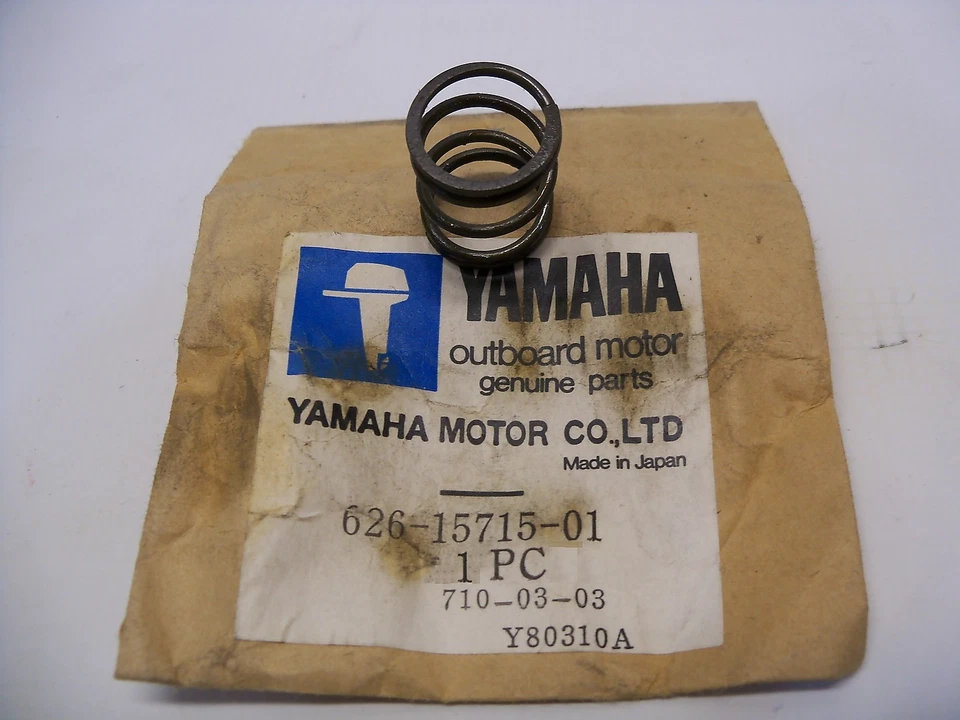 YAMAHA
outboard motor
genuine parts
YAMAHA MOTOR CO.,LTD
Made in Japan
626-15715-01
1 PC
710-03-03
Y80310A